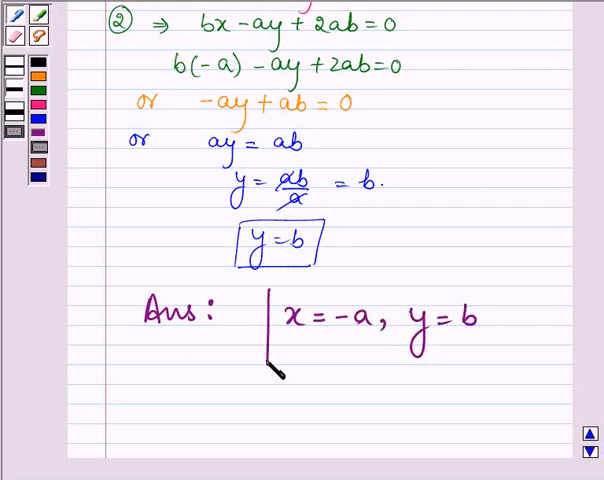 ② ⇒ bx - ay + 2ab = 0
b(-a) - ay + 2ab = 0
or -ay + ab = 0
or ay = ab
y = ab/a = b.
y = b
Ans : x = -a, y = b